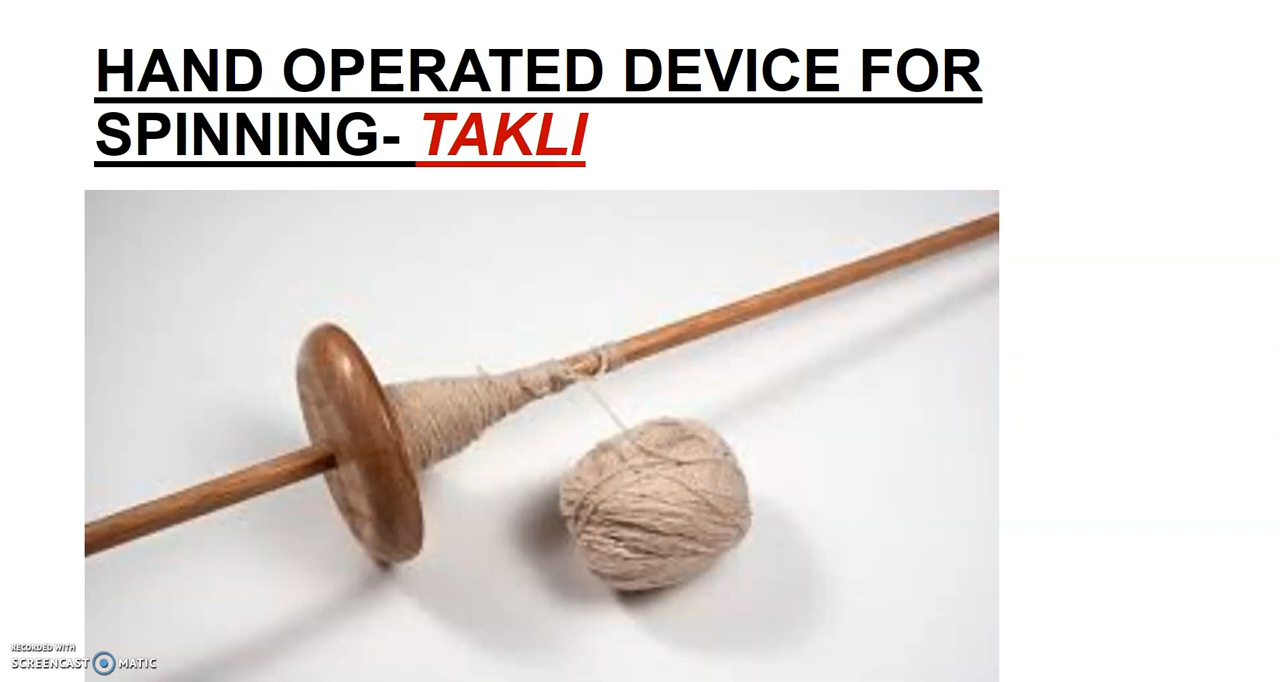 HAND OPERATED DEVICE FOR
SPINNING- TAKLI
RECORDED WITH
SCREENCAST MATIC